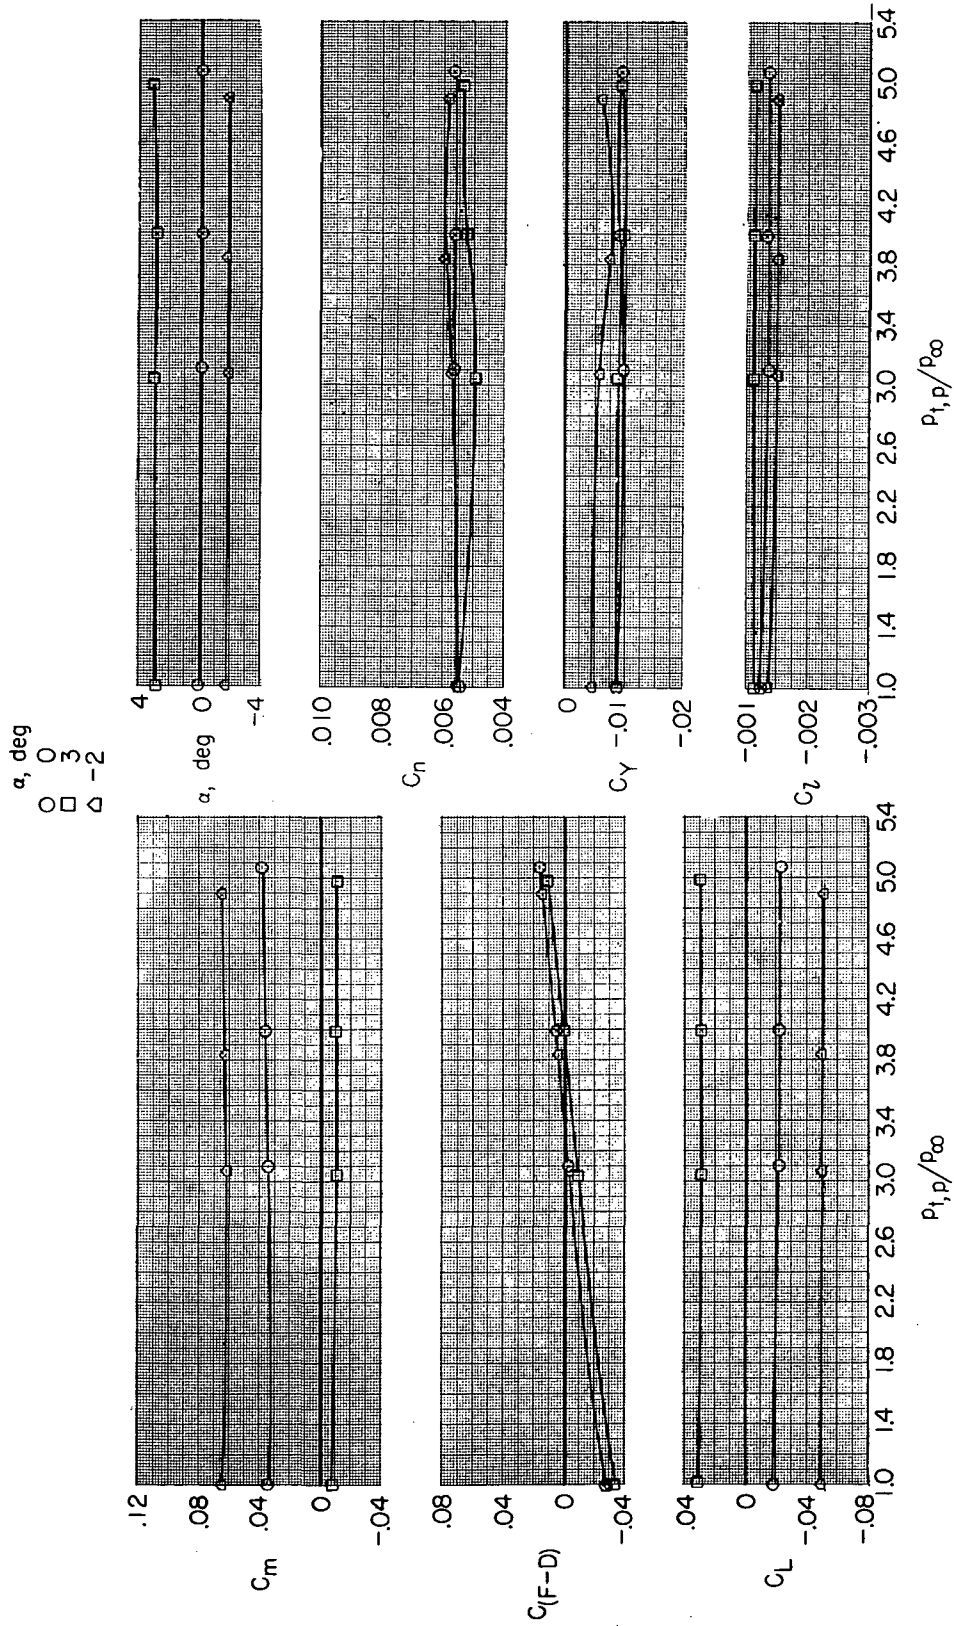 α, deg
○ 0
□ 3
△ -2
.12
.08
.04
0
-.04
Cm
.08
.04
0
-.04
C(F-D)
.04
0
-.04
-.08
CL
1.0 1.4 1.8 2.2 2.6 3.0 3.4 3.8 4.2 4.6 5.0 5.4
pt,p/p∞
4
0
-4
α, deg
.010
.008
.006
.004
Cn
0
-.01
-.02
CY
-.001
-.002
-.003
Cl
1.0 1.4 1.8 2.2 2.6 3.0 3.4 3.8 4.2 4.6 5.0 5.4
pt,p/p∞